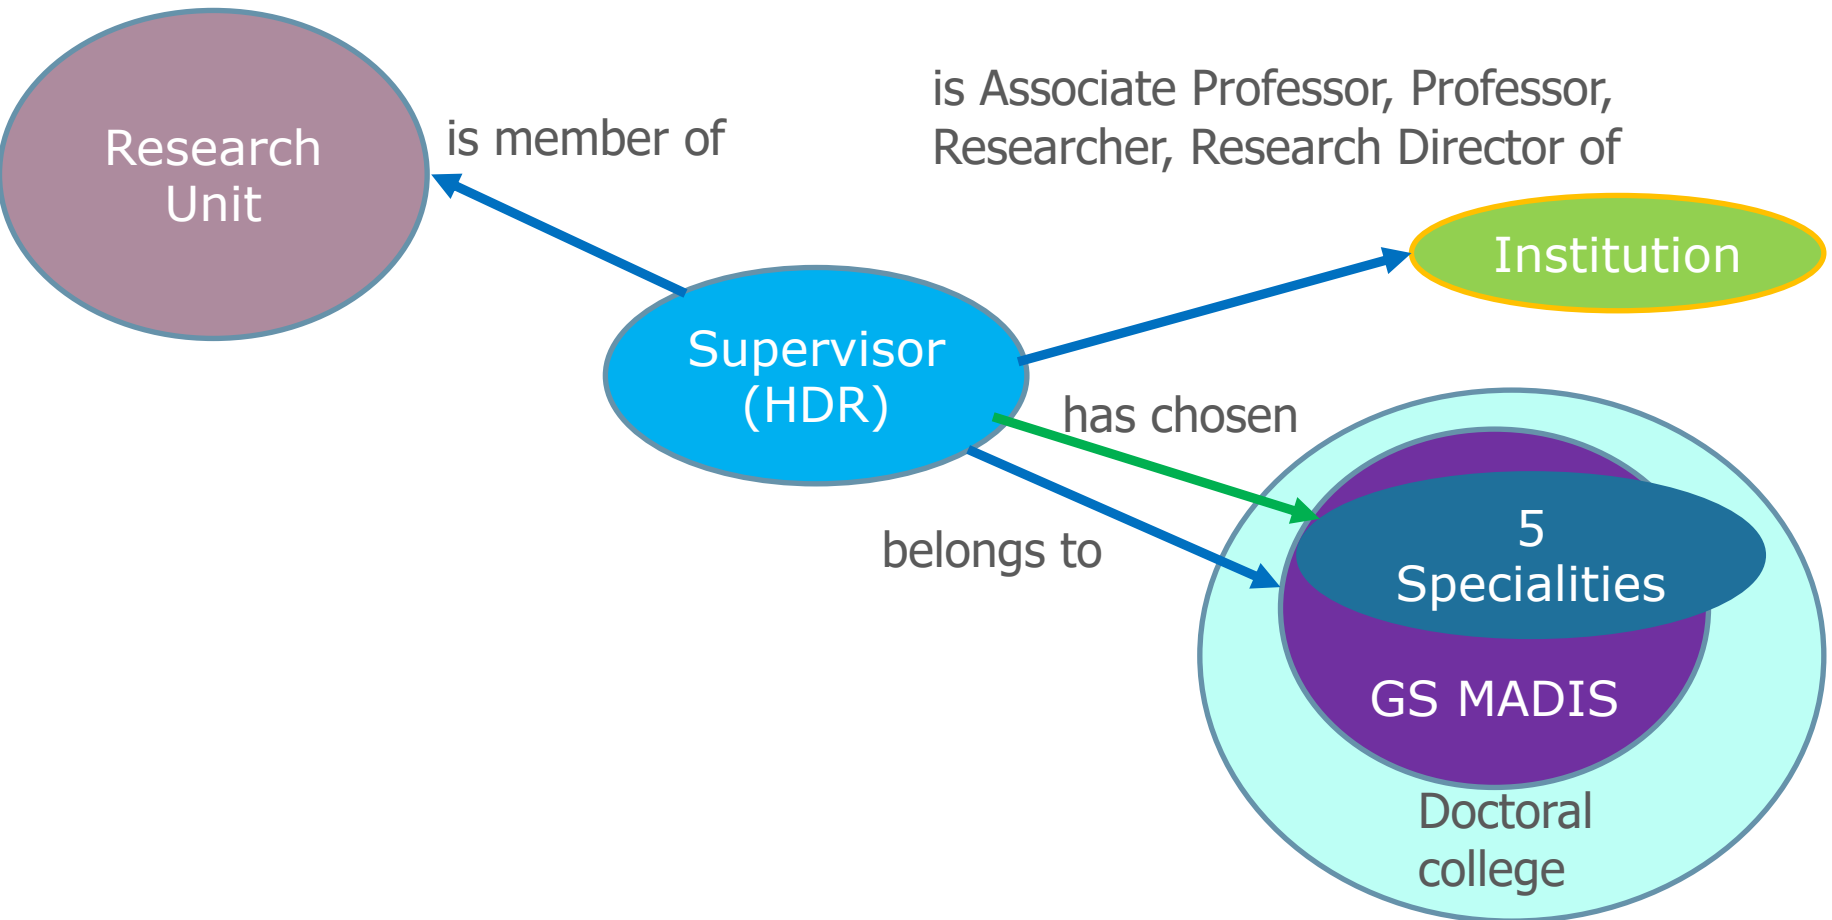 Research
Unit
is member of
is Associate Professor, Professor,
Researcher, Research Director of
Institution
Supervisor
(HDR)
has chosen
belongs to
5
Specialities
GS MADIS
Doctoral
college